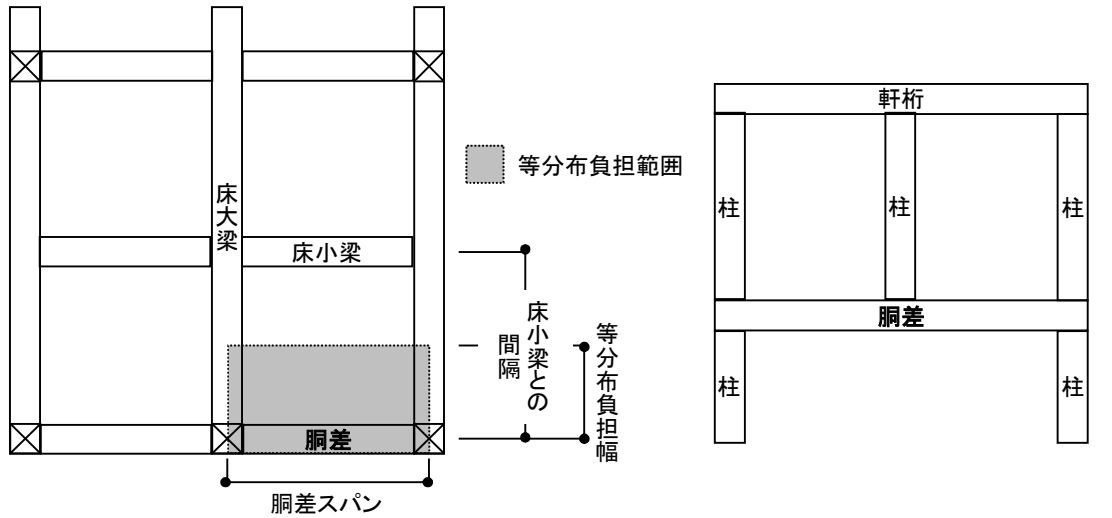 床大梁
床小梁
胴差
等分布負担範囲
床小梁との
間隔
等分布負担幅
胴差スパン
軒桁
柱
柱
柱
胴差
柱
柱